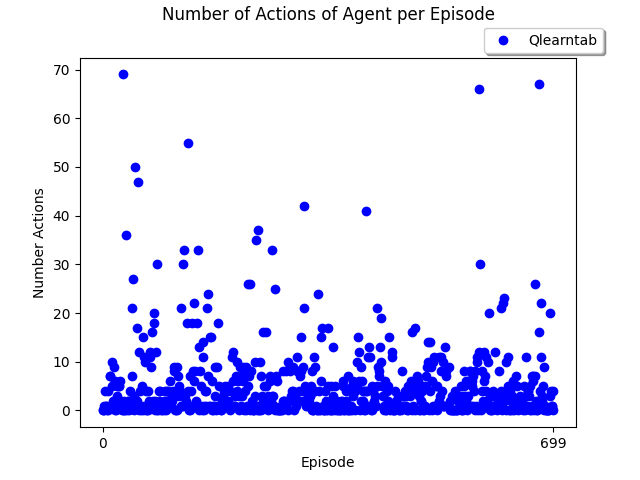 Number of Actions of Agent per Episode
Qlearntab
70
60
50
40
30
20
10
0
Number Actions
0 699
Episode